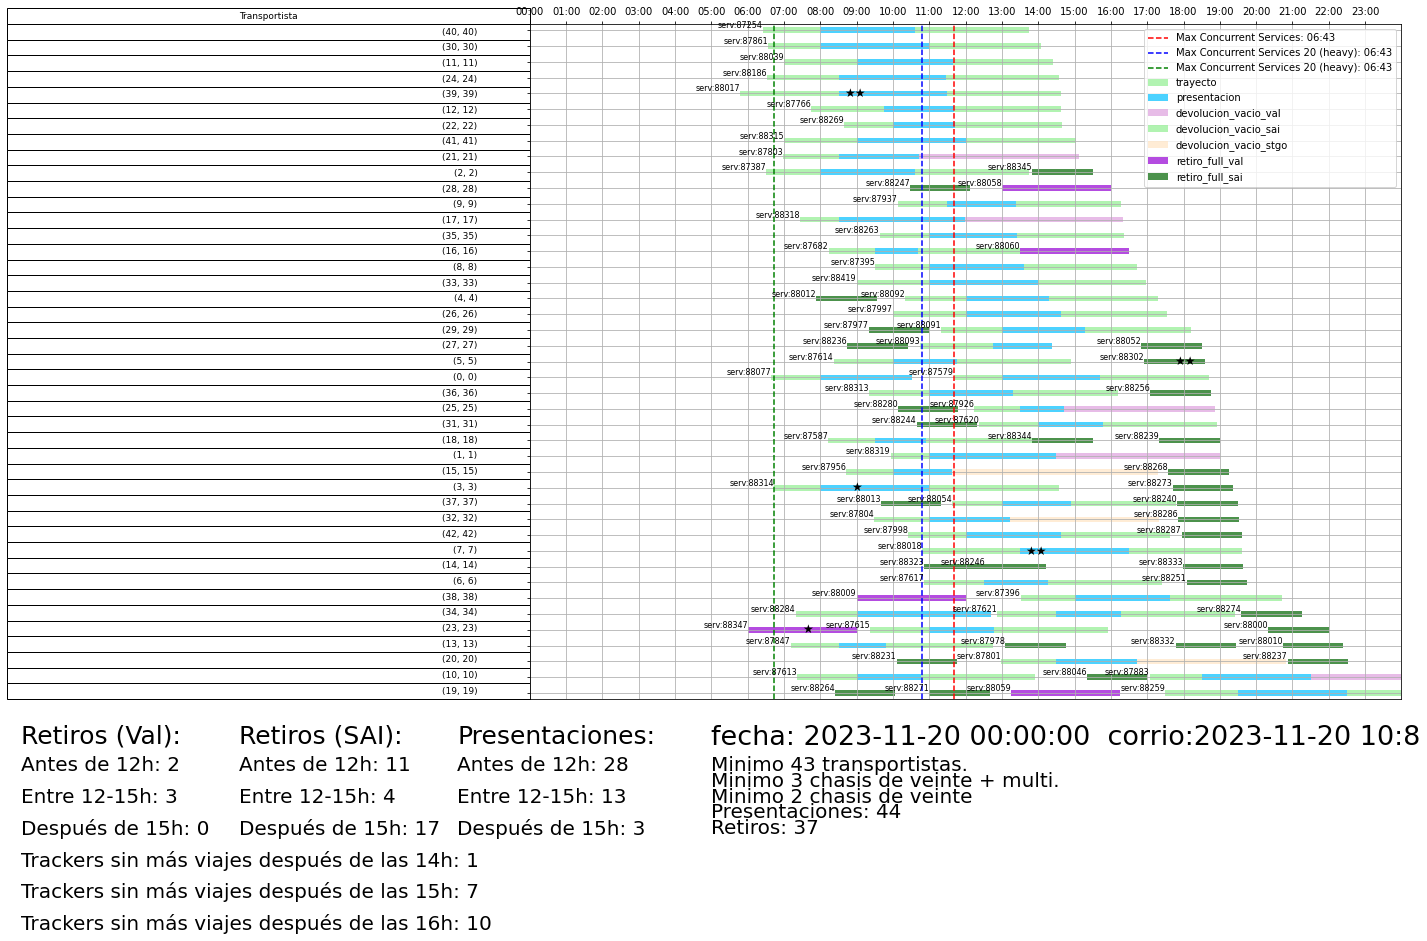 Transportista
00:00 01:00 02:00 03:00 04:00 05:00 06:00 07:00 08:00 09:00 10:00 11:00 12:00 13:00 14:00 15:00 16:00 17:00 18:00 19:00 20:00 21:00 22:00 23:00
Max Concurrent Services: 06:43
Max Concurrent Services 20 (heavy): 06:43
Max Concurrent Services 20 (heavy): 06:43
trayecto
presentacion
devolucion_vacio_val
devolucion_vacio_sai
devolucion_vacio_stgo
retiro_full_val
retiro_full_sai
(40, 40) serv:87254
(30, 30) serv:87861
(11, 11) serv:88039
(24, 24) serv:88186
(39, 39) serv:88017
(12, 12) serv:87766
(22, 22) serv:88269
(41, 41) serv:88315
(21, 21) serv:87803
(2, 2) serv:87387 serv:88345
(28, 28) serv:88247 serv:88058
(9, 9) serv:87937
(17, 17) serv:88318
(35, 35) serv:88263
(16, 16) serv:87682 serv:88060
(8, 8) serv:87395
(33, 33) serv:88419
(4, 4) serv:88012 serv:88092
(26, 26) serv:87997
(29, 29) serv:87977 serv:88091
(27, 27) serv:88236 serv:88093 serv:88052
(5, 5) serv:87614 serv:88302
(0, 0) serv:88077 serv:87579
(36, 36) serv:88313 serv:88256
(25, 25) serv:88280 serv:87926
(31, 31) serv:88244 serv:87620
(18, 18) serv:87587 serv:88344 serv:88239
(1, 1) serv:88319
(15, 15) serv:87956 serv:88268
(3, 3) serv:88314 serv:88273
(37, 37) serv:88013 serv:88054 serv:88240
(32, 32) serv:87804 serv:88286
(42, 42) serv:87998 serv:88287
(7, 7) serv:88018
(14, 14) serv:88323 serv:88246 serv:88333
(6, 6) serv:87617 serv:88251
(38, 38) serv:88009 serv:87396
(34, 34) serv:88284 serv:87621 serv:88274
(23, 23) serv:88347 serv:87615 serv:88000
(13, 13) serv:87847 serv:87978 serv:88332 serv:88010
(20, 20) serv:88231 serv:87801 serv:88237
(10, 10) serv:87613 serv:88046 serv:87883
(19, 19) serv:88264 serv:88271 serv:88059 serv:88259
Retiros (Val):
Antes de 12h: 2
Entre 12-15h: 3
Después de 15h: 0
Retiros (SAI):
Antes de 12h: 11
Entre 12-15h: 4
Después de 15h: 17
Presentaciones:
Antes de 12h: 28
Entre 12-15h: 13
Después de 15h: 3
Trackers sin más viajes después de las 14h: 1
Trackers sin más viajes después de las 15h: 7
Trackers sin más viajes después de las 16h: 10
fecha: 2023-11-20 00:00:00 corrio:2023-11-20 10:8
Minimo 43 transportistas.
Minimo 3 chasis de veinte + multi.
Minimo 2 chasis de veinte
Presentaciones: 44
Retiros: 37